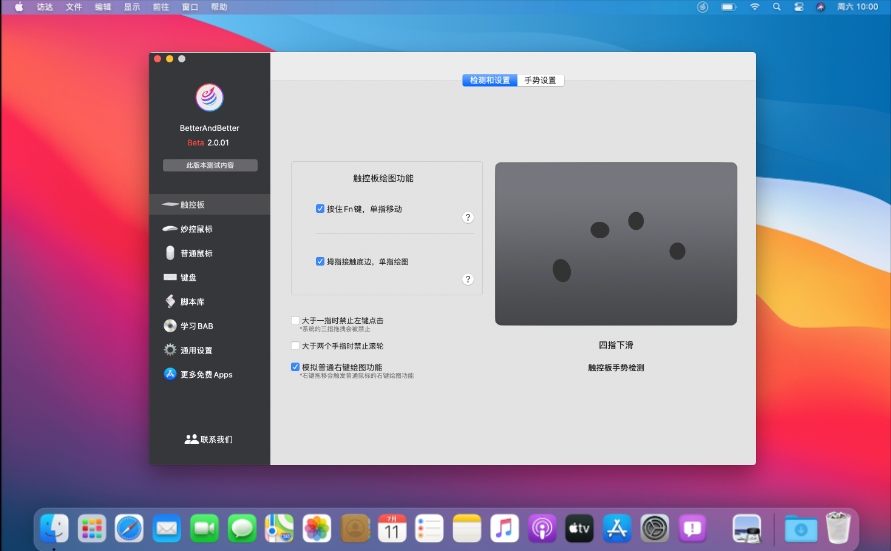 访达 文件 编辑 显示 前往 窗口 帮助 周六 10:00
检测和设置 手势设置
BetterAndBetter
Beta 2.0.01
此版本测试内容
触控板
妙控鼠标
普通鼠标
键盘
脚本库
学习BAB
通用设置
更多免费Apps
联系我们
触控板绘图功能
按住Fn键，单指移动
?
拇指接触底边，单指绘图
?
大于一指时禁止左键点击
*系统的三指拖拽会被禁止
大于两个手指时禁止滚轮
模拟普通右键绘图功能
*右键焦移会触发普通鼠标的右键绘图功能
四指下滑
触控板手势检测
7月
11
tv